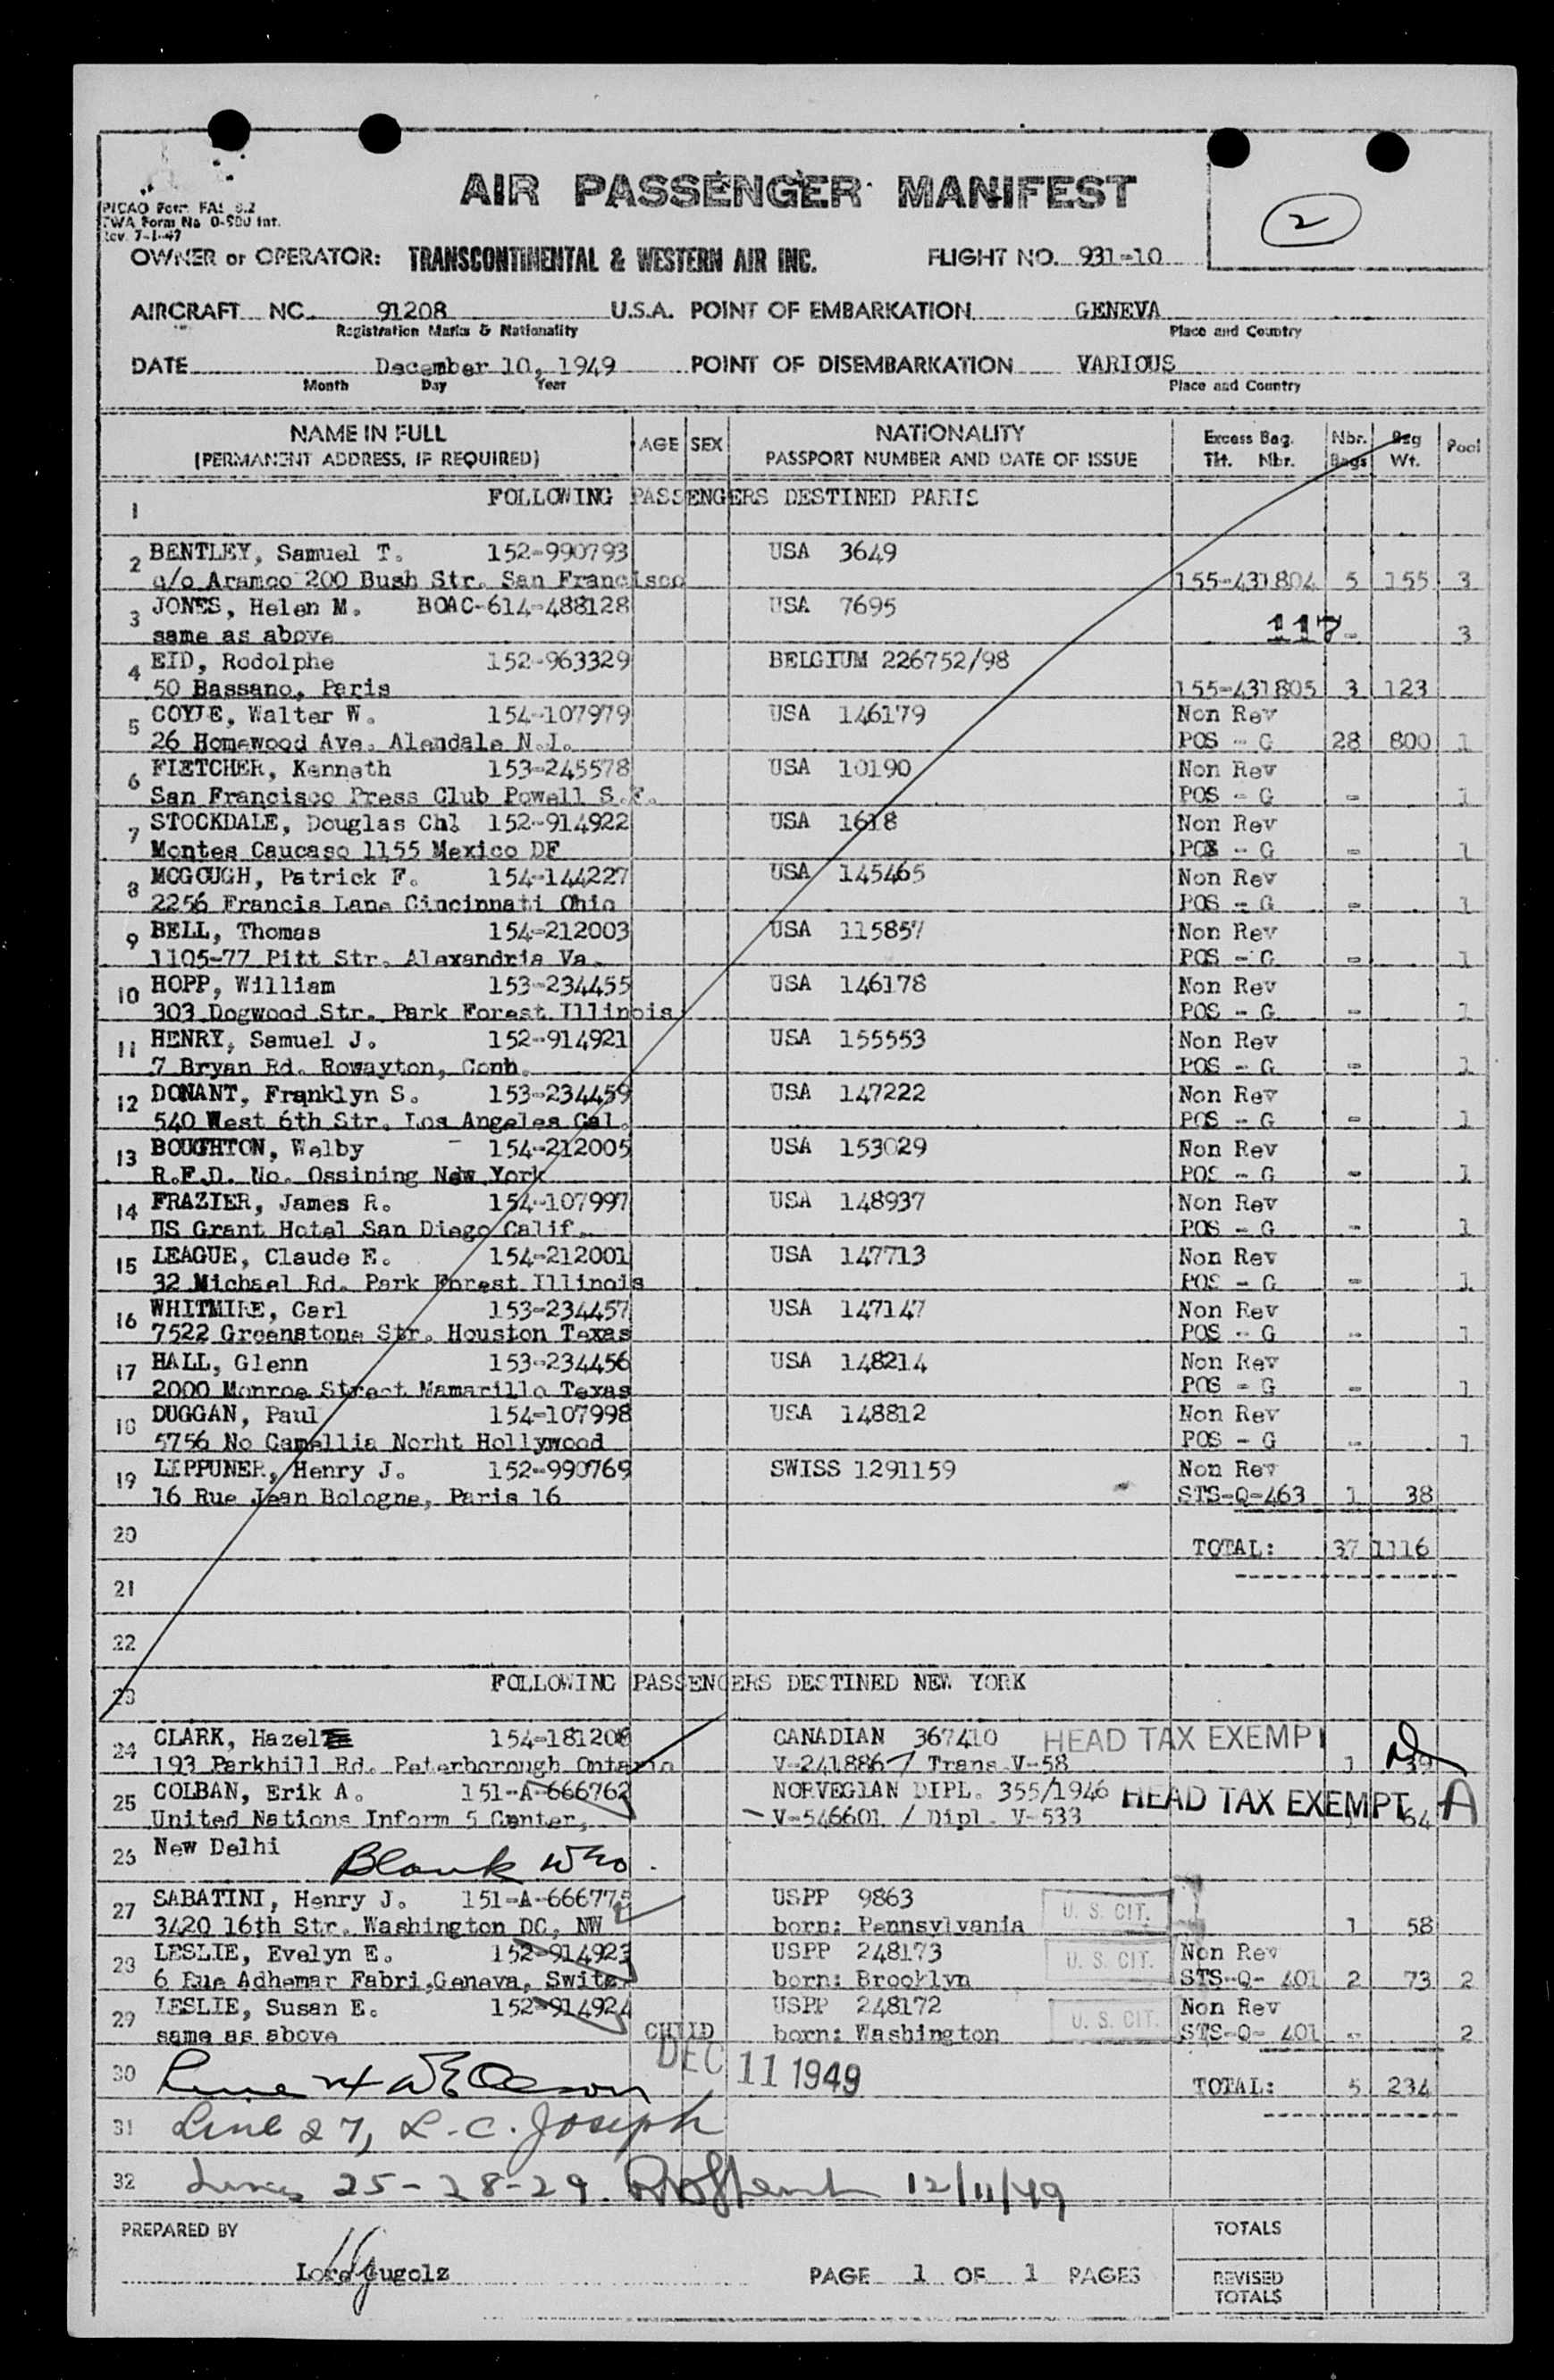 AIR PASSENGER MANIFEST
PICAO Form FAL 8.2
TWA Form No 0-980 Int.
Rev. 7-1-47
2
OWNER or OPERATOR: TRANSCONTINENTAL & WESTERN AIR INC. FLIGHT NO. 931-10
AIRCRAFT NC 91208 U.S.A. POINT OF EMBARKATION GENEVA
Registration Marks & Nationality Place and Country
DATE December 10, 1949 POINT OF DISEMBARKATION VARIOUS
Month Day Year Place and Country
NAME IN FULL AGE SEX NATIONALITY Excess Bag. Nbr. Bag Pool
(PERMANENT ADDRESS, IF REQUIRED) PASSPORT NUMBER AND DATE OF ISSUE Tkt. Nbr. Bags Wt.
1 FOLLOWING PASSENGERS DESTINED PARIS
2 BENTLEY, Samuel T. 152-990793 USA 3649
c/o Aramco 200 Bush Str. San Francisco 155-431804 5 155 3
3 JONES, Helen M. BOAC-614-488128 USA 7695
same as above 117 - 3
4 EID, Rodolphe 152-963329 BELGIUM 226752/98
50 Bassano, Paris 155-431805 3 123
5 COYJE, Walter W. 154-107979 USA 146179 Non Rev
26 Homewood Ave. Alendale N.J. POS - G 28 800 1
6 FLETCHER, Kenneth 153-245578 USA 10190 Non Rev
San Francisco Press Club Powell S.F. POS - G - 1
7 STOCKDALE, Douglas Chl 152-914922 USA 1618 Non Rev
Montes Caucaso 1155 Mexico DF POS - G - 1
8 MCGOUGH, Patrick F. 154-144227 USA 145465 Non Rev
2256 Francis Lane Cincinnati Ohio POS - G - 1
9 BELL, Thomas 154-212003 USA 115857 Non Rev
1105-77 Pitt Str. Alexandria Va. POS - G - 1
10 HOPP, William 153-234455 USA 146178 Non Rev
303 Dogwood Str. Park Forest Illinois POS - G - 1
11 HENRY, Samuel J. 152-914921 USA 155553 Non Rev
7 Bryan Rd. Rowayton, Conn. POS - G - 1
12 DONANT, Franklyn S. 153-234459 USA 147222 Non Rev
540 West 6th Str. Los Angeles Cal. POS - G - 1
13 BOUGHTON, Welby - 154-212005 USA 153029 Non Rev
R.F.D. No. Ossining New York POS - G - 1
14 FRAZIER, James R. 154-107997 USA 148937 Non Rev
US Grant Hotel San Diego Calif. POS - G - 1
15 LEAGUE, Claude E. 154-212001 USA 147713 Non Rev
32 Michael Rd. Park Forest Illinois POS - G - 1
16 WHITMIRE, Carl 153-234457 USA 147147 Non Rev
7522 Greenstone Str. Houston Texas POS - G - 1
17 HALL, Glenn 153-234456 USA 148214 Non Rev
2000 Monroe Street Mamarillo Texas POS - G - 1
18 DUGGAN, Paul 154-107998 USA 148812 Non Rev
5756 No Camellia Norht Hollywood POS - G - 1
19 LIPPUNER, Henry J. 152-990769 SWISS 1291159 Non Rev
16 Rue Jean Bologne, Paris 16 STS-Q-463 1 38
20 TOTAL: 37 1116
21
22
23 FOLLOWING PASSENGERS DESTINED NEW YORK
24 CLARK, Hazel 154-181206 CANADIAN 367410 HEAD TAX EXEMPT
193 Parkhill Rd. Peterborough Ontario V-241886 / Trans V-58 1 39
25 COLBAN, Erik A. 151-A-666762 NORVEGIAN DIPL. 355/1946 HEAD TAX EXEMPT A
United Nations Inform 5 Center, V-546601 / Dipl. V-533 64
26 New Delhi Blank
27 SABATINI, Henry J. 151-A-666775 USPP 9863 U. S. CIT.
3420 16th Str. Washington DC, NW born: Pennsylvania 1 58
28 LESLIE, Evelyn E. 152-914923 USPP 248173 U. S. CIT. Non Rev
6 Rue Adhemar Fabri, Geneva, Switz born: Brooklyn STS-Q- 401 2 73 2
29 LESLIE, Susan E. 152-914924 USPP 248172 U. S. CIT. Non Rev
same as above CHILD born: Washington STS-Q- 401 - 2
30 DEC 11 1949 TOTAL: 5 234
31 Line 27, L.C. Joseph
32 Lines 25-28-29. 12/11/49
PREPARED BY TOTALS
Lore Gugolz PAGE 1 OF 1 PAGES REVISED
TOTALS